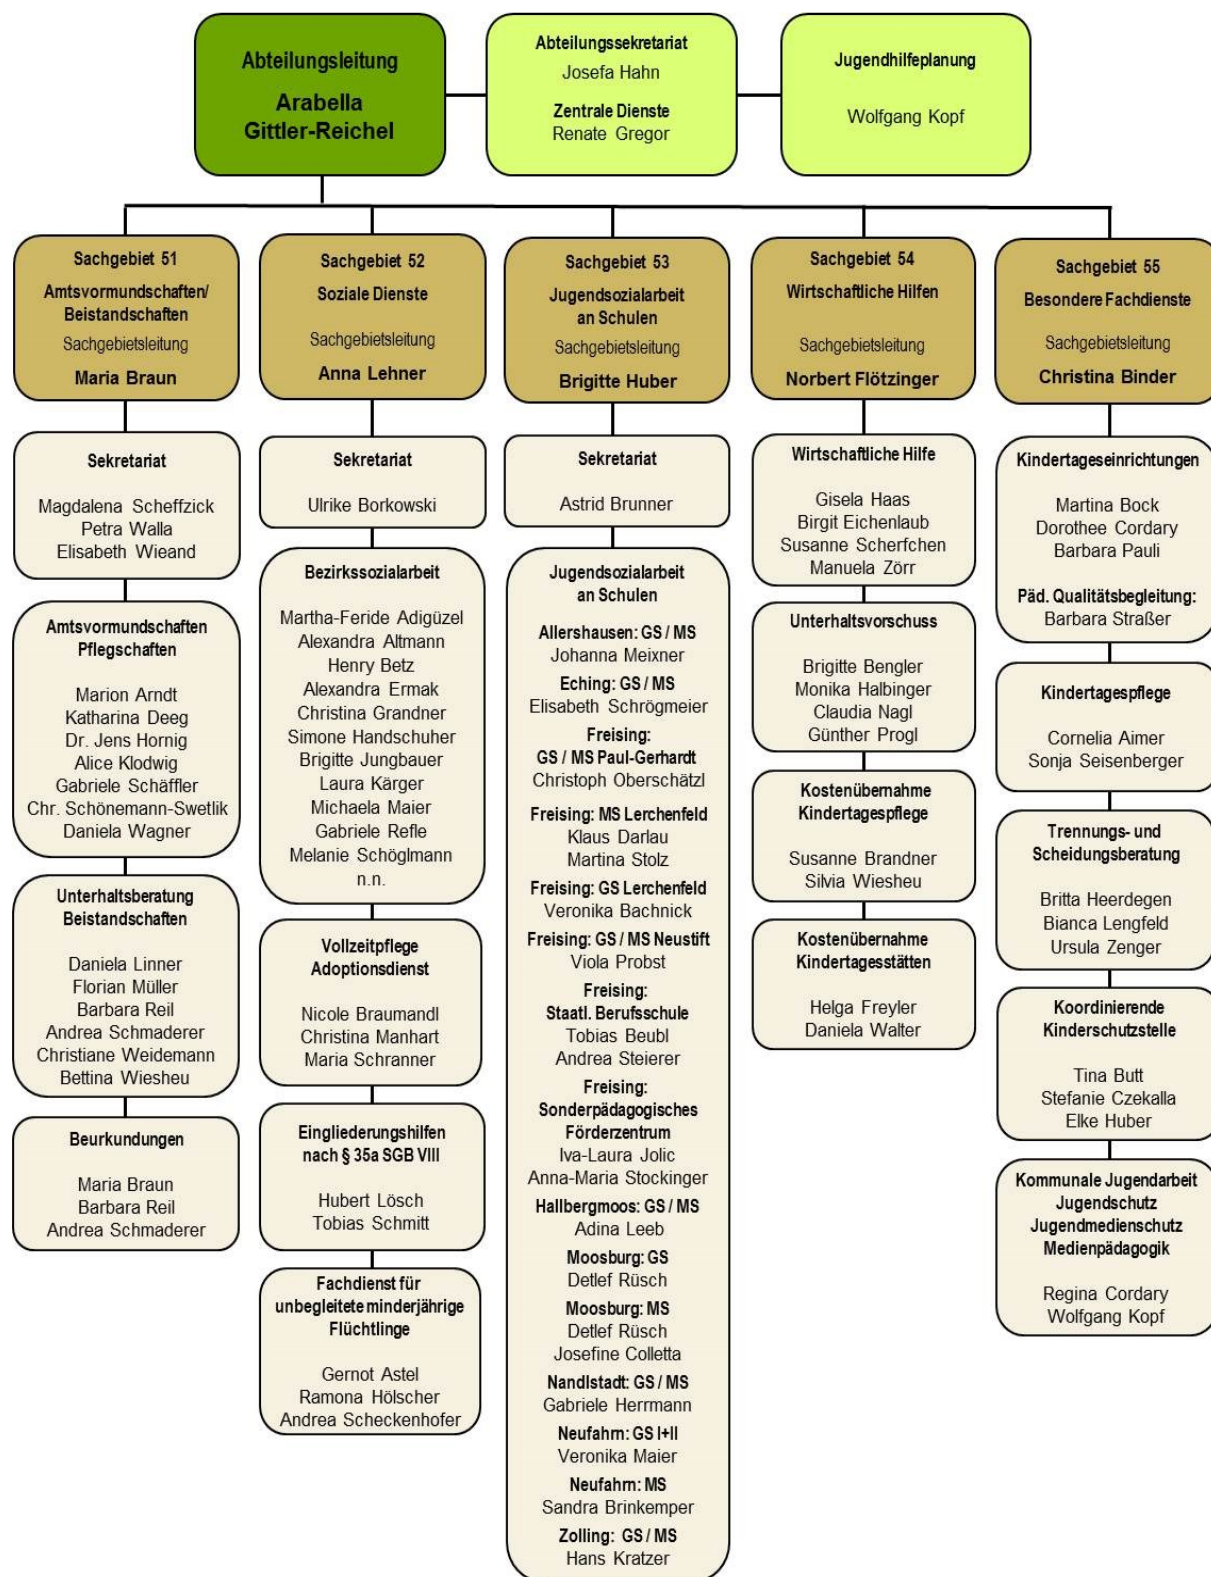 Abteilungsleitung
Arabella
Gittler-Reichel
Abteilungssekretariat
Josefa Hahn
Zentrale Dienste
Renate Gregor
Jugendhilfeplanung
Wolfgang Kopf
Sachgebiet 51
Amtsvormundschaften/
Beistandschaften
Sachgebietsleitung
Maria Braun
Sekretariat
Magdalena Scheffzick
Petra Walla
Elisabeth Wieand
Amtsvormundschaften
Pflegschaften
Marion Arndt
Katharina Deeg
Dr. Jens Hornig
Alice Klodwig
Gabriele Schäffler
Chr. Schönemann-Swetlik
Daniela Wagner
Unterhaltsberatung
Beistandschaften
Daniela Linner
Florian Müller
Barbara Reil
Andrea Schmaderer
Christiane Weidemann
Bettina Wiesheu
Beurkundungen
Maria Braun
Barbara Reil
Andrea Schmaderer
Sachgebiet 52
Soziale Dienste
Sachgebietsleitung
Anna Lehner
Sekretariat
Ulrike Borkowski
Bezirkssozialarbeit
Martha-Feride Adigüzel
Alexandra Altmann
Henry Betz
Alexandra Ermak
Christina Grandner
Simone Handschuher
Brigitte Jungbauer
Laura Kärger
Michaela Maier
Gabriele Refle
Melanie Schöglmann
n.n.
Vollzeitpflege
Adoptionsdienst
Nicole Braumandl
Christina Manhart
Maria Schranner
Eingliederungshilfen
nach § 35a SGB VIII
Hubert Lösch
Tobias Schmitt
Fachdienst für
unbegleitete minderjährige
Flüchtlinge
Gernot Astel
Ramona Hölscher
Andrea Scheckenhofer
Sachgebiet 53
Jugendsozialarbeit
an Schulen
Sachgebietsleitung
Brigitte Huber
Sekretariat
Astrid Brunner
Jugendsozialarbeit
an Schulen
Allershausen: GS / MS
Johanna Meixner
Eching: GS / MS
Elisabeth Schrögmeier
Freising:
GS / MS Paul-Gerhardt
Christoph Oberschätzl
Freising: MS Lerchenfeld
Klaus Darlau
Martina Stolz
Freising: GS Lerchenfeld
Veronika Bachnick
Freising: GS / MS Neustift
Viola Probst
Freising:
Staatl. Berufsschule
Tobias Beubl
Andrea Steierer
Freising:
Sonderpädagogisches
Förderzentrum
Iva-Laura Jolic
Anna-Maria Stockinger
Hallbergmoos: GS / MS
Adina Leeb
Moosburg: GS
Detlef Rüsch
Moosburg: MS
Detlef Rüsch
Josefine Colletta
Nandlstadt: GS / MS
Gabriele Herrmann
Neufahrn: GS I+II
Veronika Maier
Neufahrn: MS
Sandra Brinkemper
Zolling: GS / MS
Hans Kratzer
Sachgebiet 54
Wirtschaftliche Hilfen
Sachgebietsleitung
Norbert Flötzinger
Wirtschaftliche Hilfe
Gisela Haas
Birgit Eichenlaub
Susanne Scherfchen
Manuela Zörr
Unterhaltsvorschuss
Brigitte Bengler
Monika Halbinger
Claudia Nagl
Günther Progl
Kostenübernahme
Kindertagespflege
Susanne Brandner
Silvia Wiesheu
Kostenübernahme
Kindertagesstätten
Helga Freyler
Daniela Walter
Sachgebiet 55
Besondere Fachdienste
Sachgebietsleitung
Christina Binder
Kindertageseinrichtungen
Martina Bock
Dorothee Cordary
Barbara Pauli
Päd. Qualitätsbegleitung:
Barbara Straßer
Kindertagespflege
Cornelia Aimer
Sonja Seisenberger
Trennungs- und
Scheidungsberatung
Britta Heerdegen
Bianca Lengfeld
Ursula Zenger
Koordinierende
Kinderschutzstelle
Tina Butt
Stefanie Czekalla
Elke Huber
Kommunale Jugendarbeit
Jugendschutz
Jugendmedienschutz
Medienpädagogik
Regina Cordary
Wolfgang Kopf